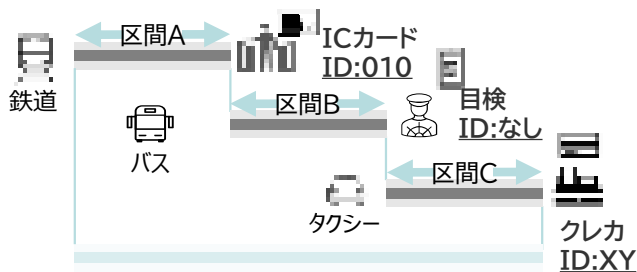 区間A
ICカード
ID:010
鉄道
区間B
目検
ID:なし
バス
区間C
タクシー
クレカ
ID:XY